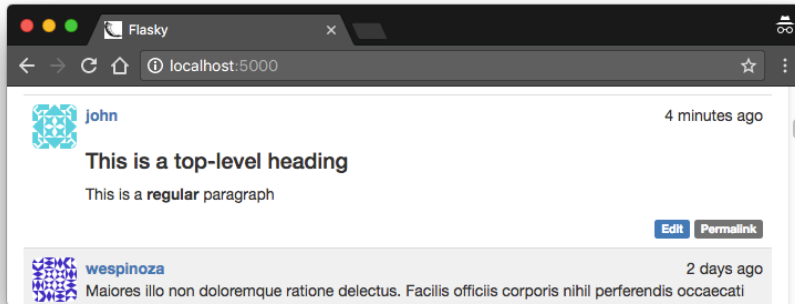 Flasky
localhost:5000
john 4 minutes ago
This is a top-level heading
This is a regular paragraph
Edit Permalink
wespinoza 2 days ago
Maiores illo non doloremque ratione delectus. Facilis officiis corporis nihil perferendis occaecati